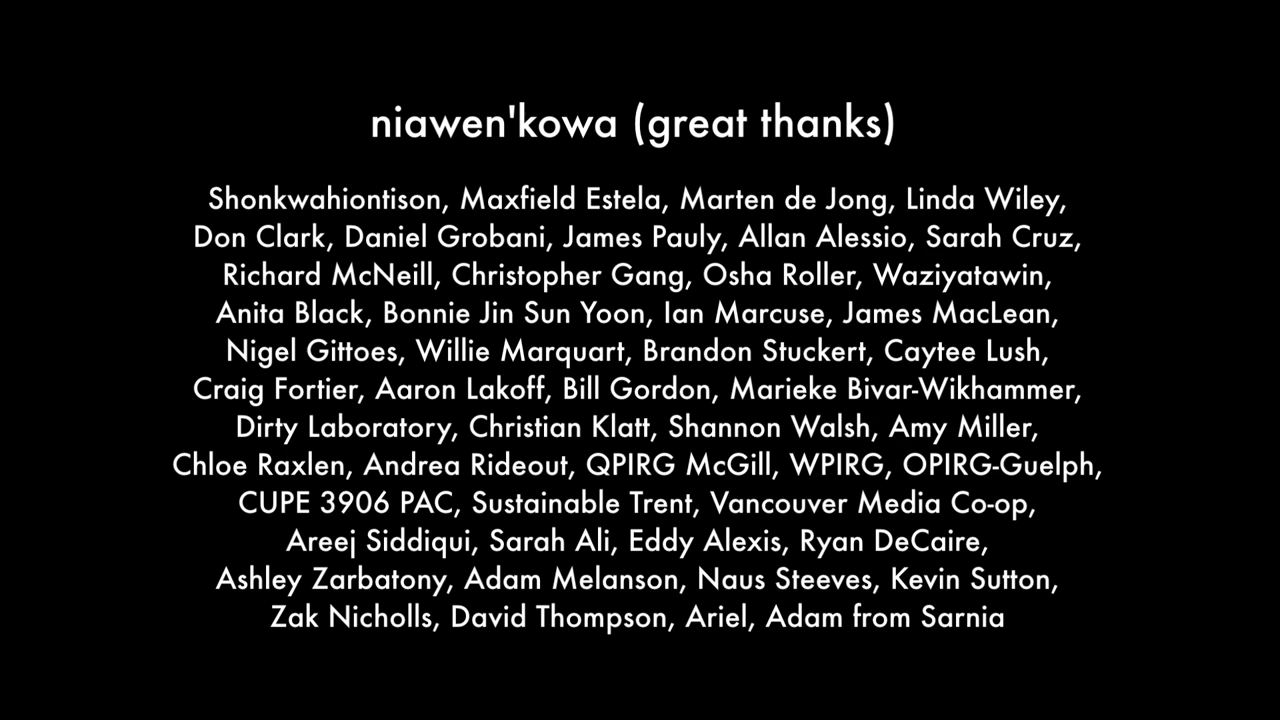 niawen'kowa (great thanks)
Shonkwahiontison, Maxfield Estela, Marten de Jong, Linda Wiley,
Don Clark, Daniel Grobani, James Pauly, Allan Alessio, Sarah Cruz,
Richard McNeill, Christopher Gang, Osha Roller, Waziyatawin,
Anita Black, Bonnie Jin Sun Yoon, Ian Marcuse, James MacLean,
Nigel Gittoes, Willie Marquart, Brandon Stuckert, Caytee Lush,
Craig Fortier, Aaron Lakoff, Bill Gordon, Marieke Bivar-Wikhammer,
Dirty Laboratory, Christian Klatt, Shannon Walsh, Amy Miller,
Chloe Raxlen, Andrea Rideout, QPIRG McGill, WPIRG, OPIRG-Guelph,
CUPE 3906 PAC, Sustainable Trent, Vancouver Media Co-op,
Areej Siddiqui, Sarah Ali, Eddy Alexis, Ryan DeCaire,
Ashley Zarbatony, Adam Melanson, Naus Steeves, Kevin Sutton,
Zak Nicholls, David Thompson, Ariel, Adam from Sarnia